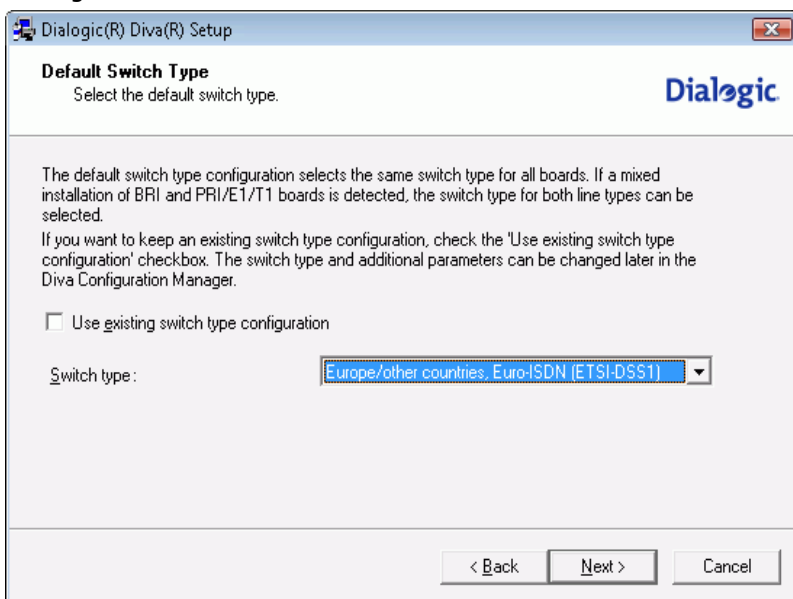 Dialogic(R) Diva(R) Setup
Default Switch Type
Select the default switch type.
Dialogic.
The default switch type configuration selects the same switch type for all boards. If a mixed
installation of BRI and PRI/E1/T1 boards is detected, the switch type for both line types can be
selected.
If you want to keep an existing switch type configuration, check the 'Use existing switch type
configuration' checkbox. The switch type and additional parameters can be changed later in the
Diva Configuration Manager.
Use existing switch type configuration
Switch type: Europe/other countries, Euro-ISDN (ETSI-DSS1)
< Back Next > Cancel